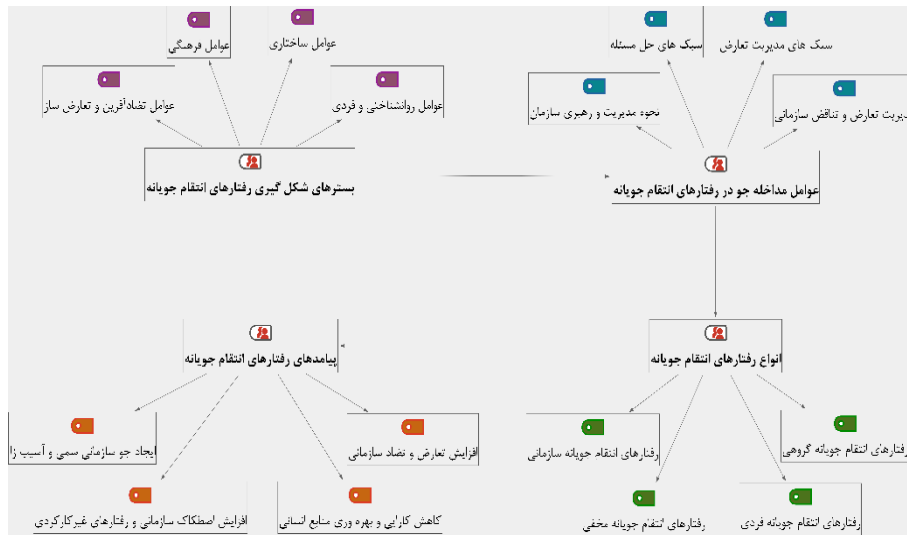 سبک های مدیریت تعارض
سبک های حل مسئله
مدیریت تعارض و تناقض سازمانی
نحوه مدیریت و رهبری سازمان
عوامل مداخله جو در رفتارهای انتقام جویانه
عوامل ساختاری
عوامل فرهنگی
عوامل روانشناختی و فردی
عوامل تضادآفرین و تعارض ساز
بسترهای شکل گیری رفتارهای انتقام جویانه
انواع رفتارهای انتقام جویانه
رفتارهای انتقام جویانه گروهی
رفتارهای انتقام جویانه سازمانی
رفتارهای انتقام جویانه فردی
رفتارهای انتقام جویانه مخفی
پیامدهای رفتارهای انتقام جویانه
افزایش تعارض و تضاد سازمانی
ایجاد جو سازمانی سمی و آسیب زا
کاهش کارایی و بهره وری منابع انسانی
افزایش اصطکاک سازمانی و رفتارهای غیرکارکردی